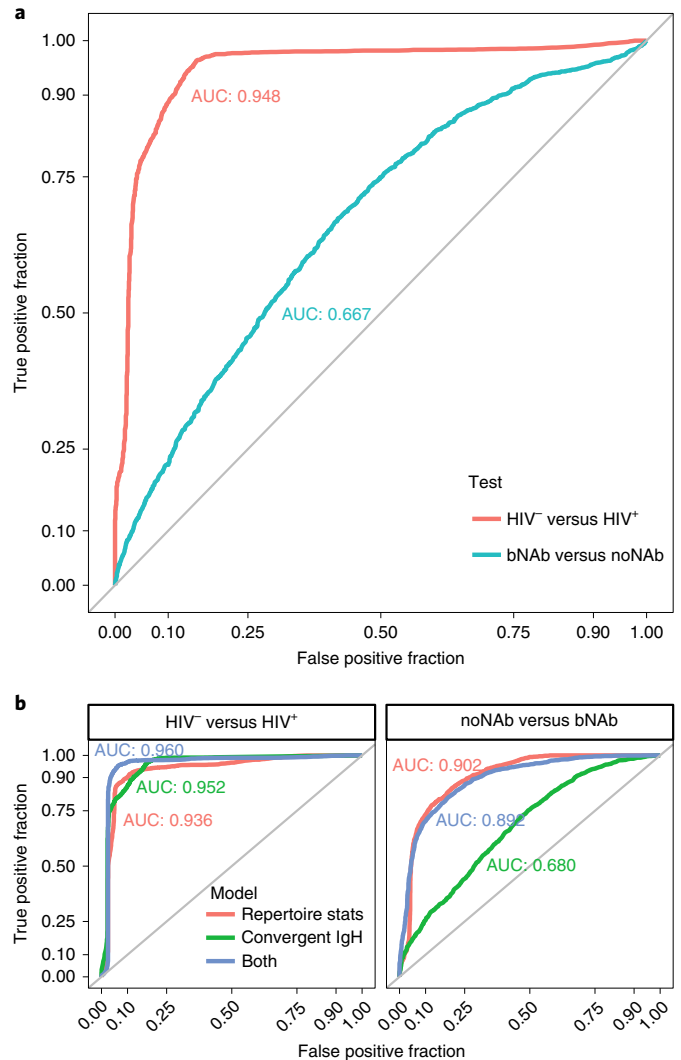 a
1.00
0.90
0.75
0.50
0.25
0.10
0.00
True positive fraction
AUC: 0.948
AUC: 0.667
Test
HIV⁻ versus HIV⁺
bNAb versus noNAb
0.00 0.10 0.25 0.50 0.75 0.90 1.00
False positive fraction
b
HIV⁻ versus HIV⁺
noNAb versus bNAb
1.00
0.90
0.75
0.50
0.25
0.10
0.00
True positive fraction
AUC: 0.960
AUC: 0.952
AUC: 0.936
Model
Repertoire stats
Convergent IgH
Both
AUC: 0.902
AUC: 0.892
AUC: 0.680
0.00 0.10 0.25 0.50 0.75 0.90 1.00
0.00 0.10 0.25 0.50 0.75 0.90 1.00
False positive fraction